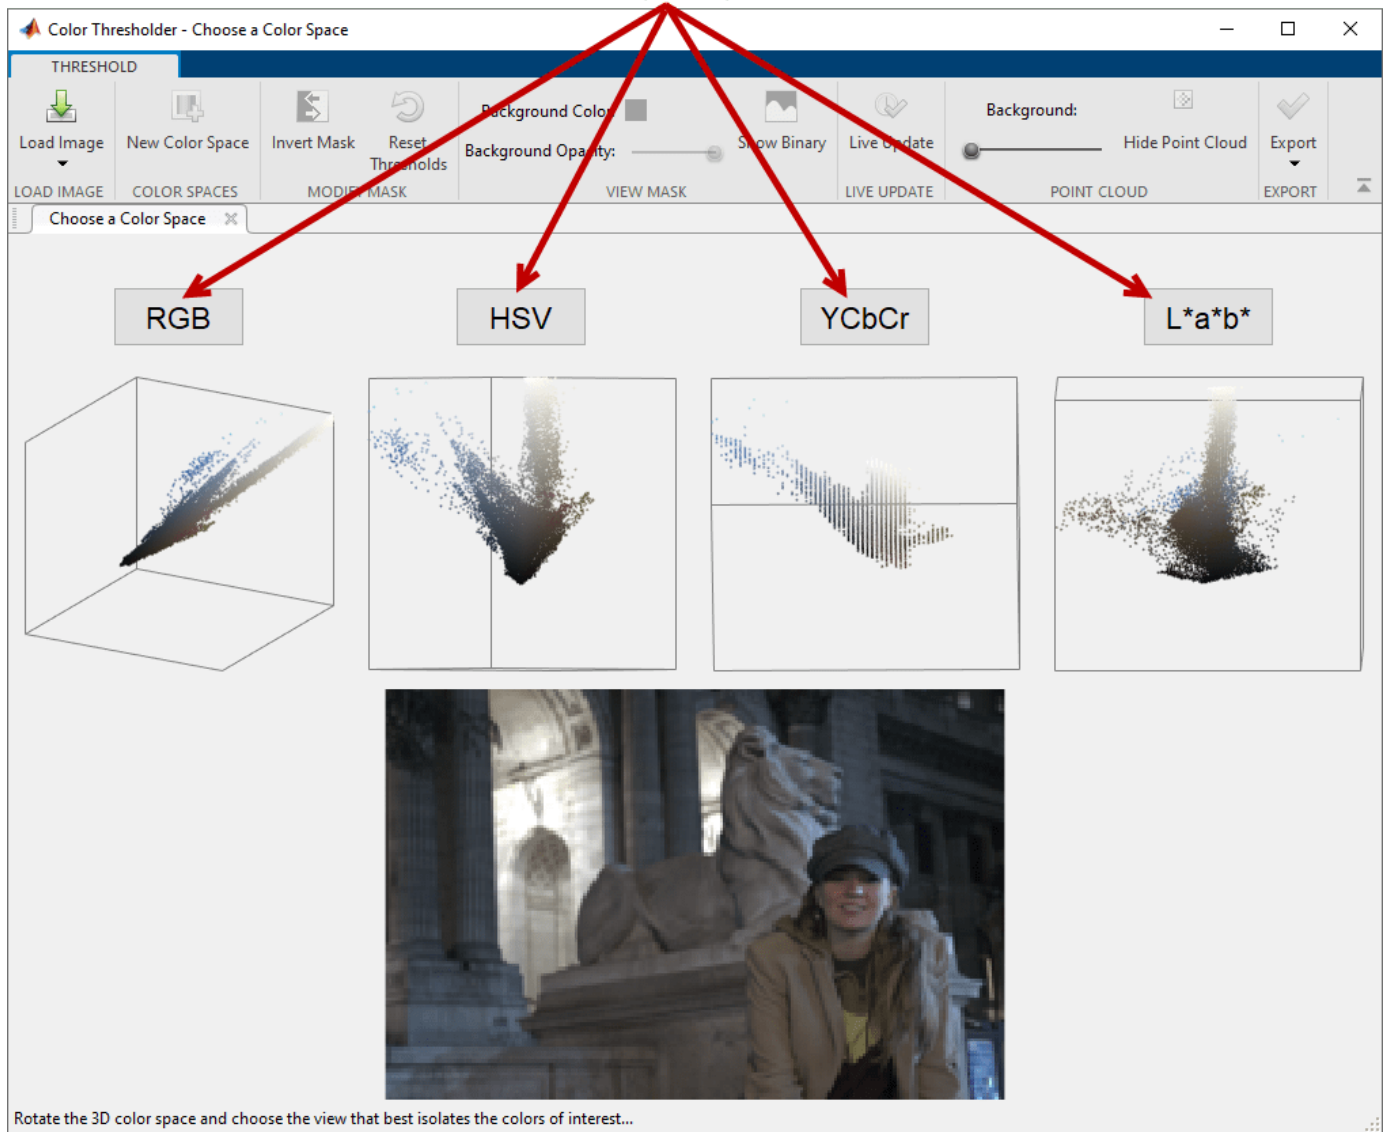 Color Thresholder - Choose a Color Space
THRESHOLD
Load Image
New Color Space
Invert Mask
Reset Thresholds
Background Color:
Background Opacity:
Show Binary
Live Update
Background:
Hide Point Cloud
Export
LOAD IMAGE
COLOR SPACES
MODIFY MASK
VIEW MASK
LIVE UPDATE
POINT CLOUD
EXPORT
Choose a Color Space
RGB
HSV
YCbCr
L*a*b*
Rotate the 3D color space and choose the view that best isolates the colors of interest...